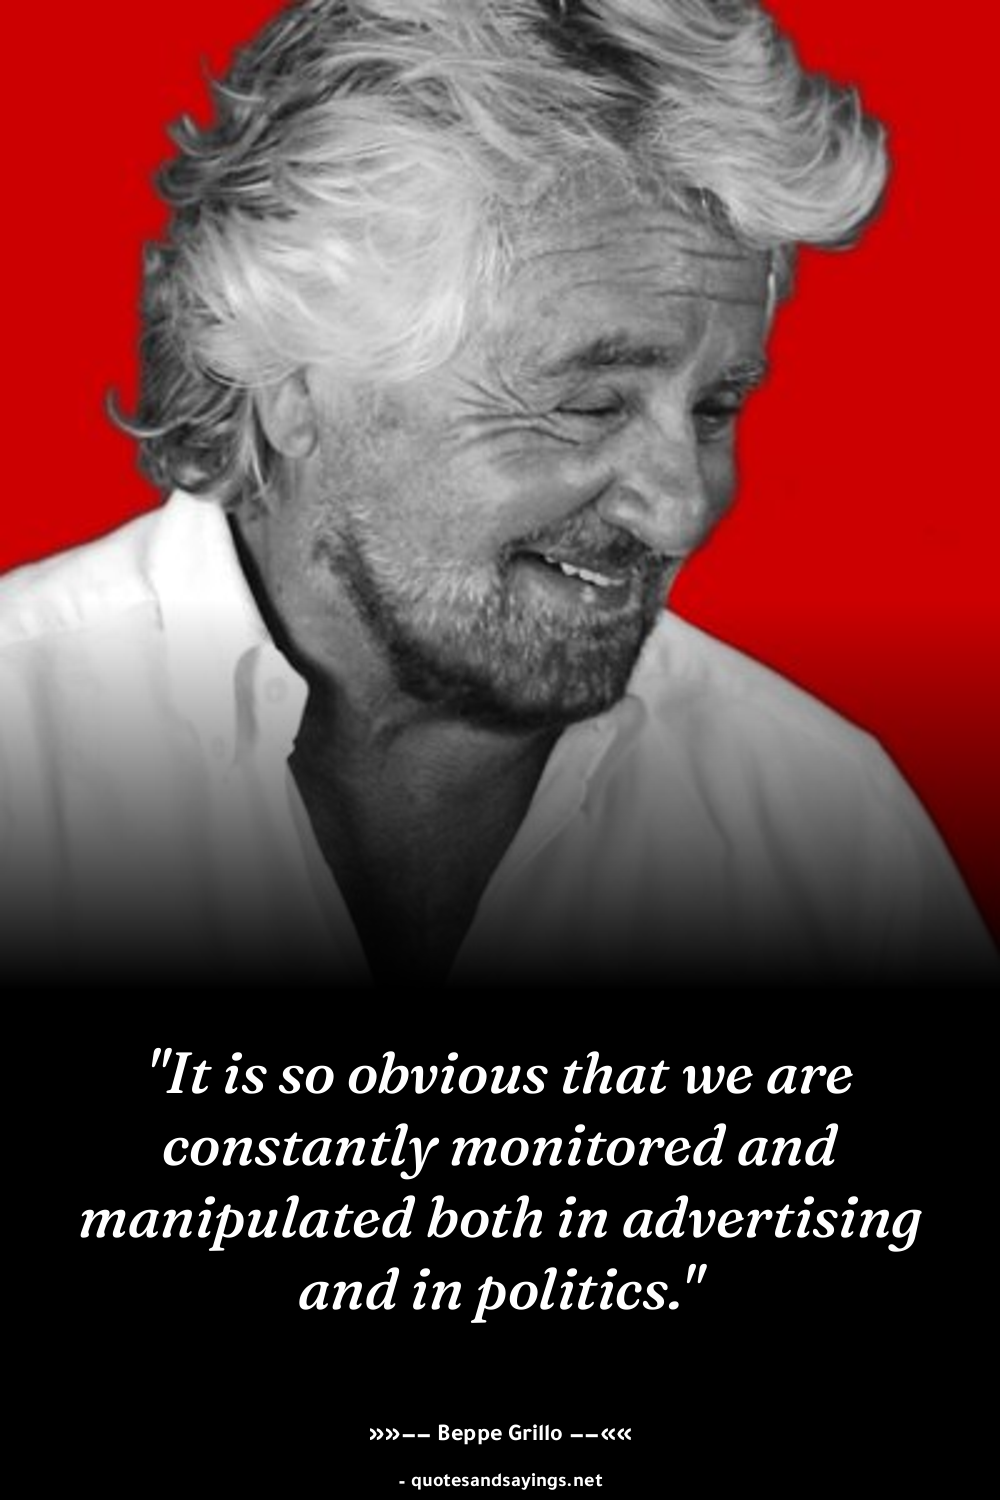 "It is so obvious that we are
constantly monitored and
manipulated both in advertising
and in politics."
»»–– Beppe Grillo ––««
- quotesandsayings.net